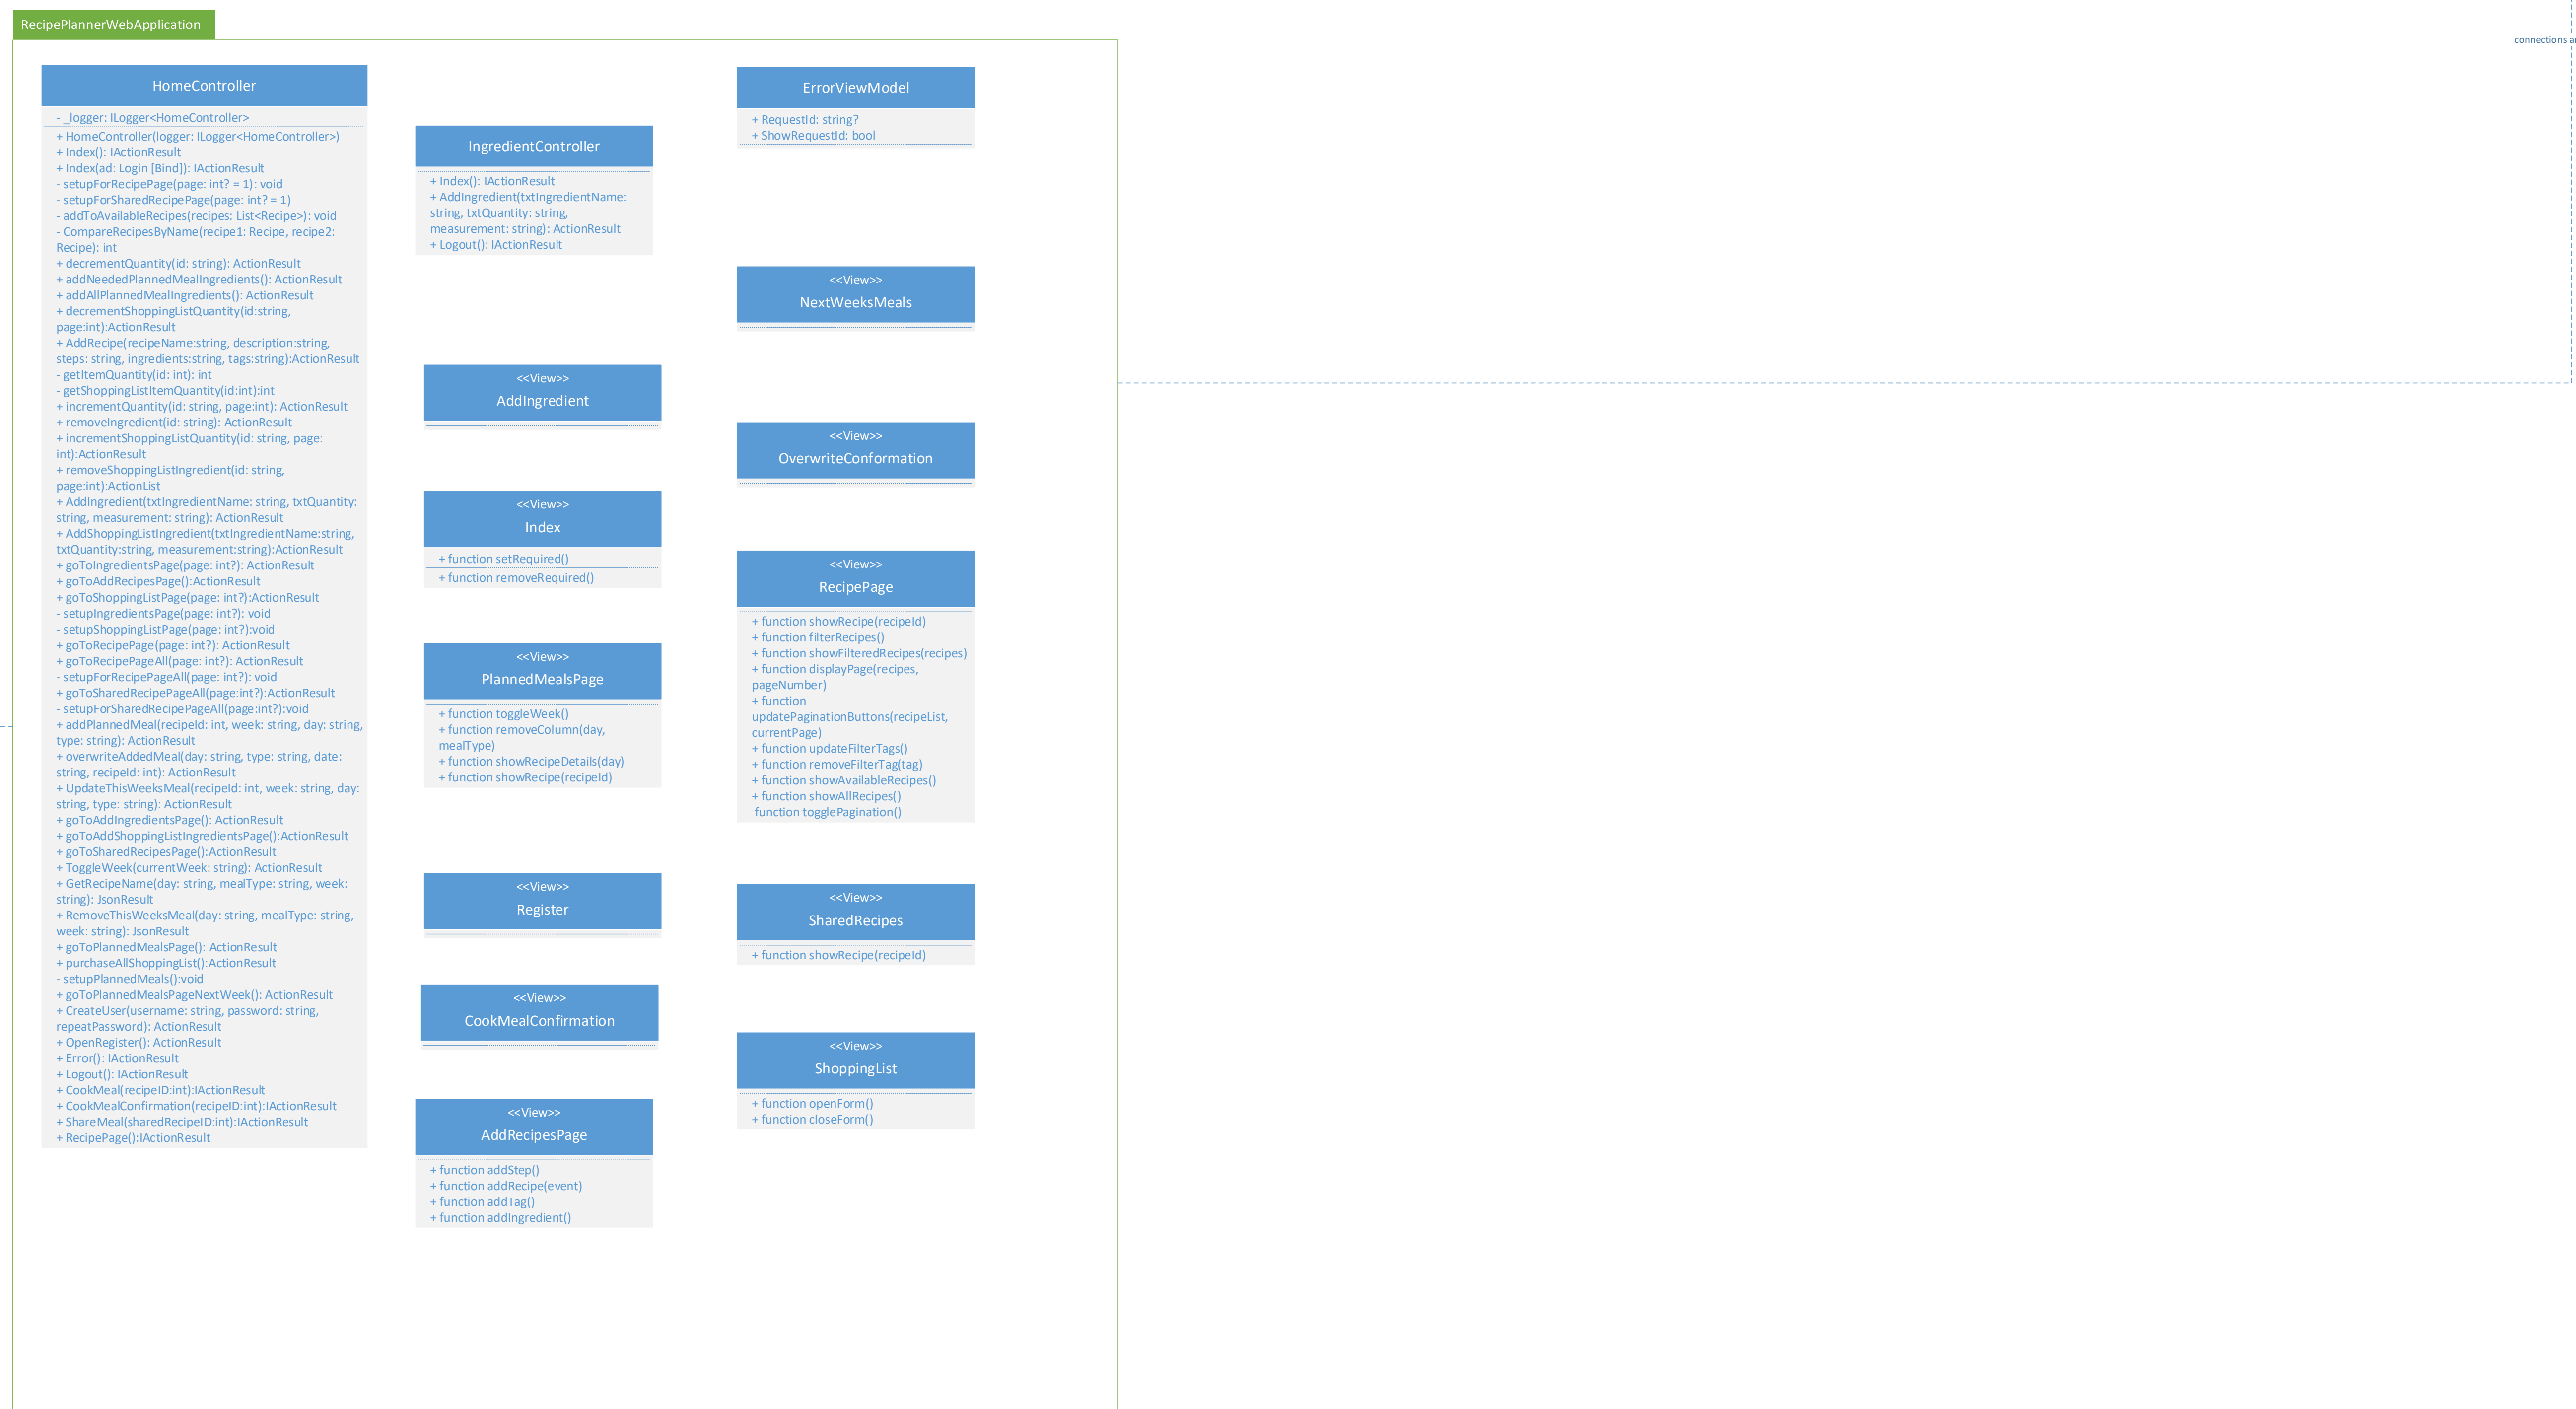 RecipePlannerWebApplication
connections a
HomeController
- _logger: ILogger<HomeController>
+ HomeController(logger: ILogger<HomeController>)
+ Index(): IActionResult
+ Index(ad: Login [Bind]): IActionResult
- setupForRecipePage(page: int? = 1): void
- setupForSharedRecipePage(page: int? = 1)
- addToAvailableRecipes(recipes: List<Recipe>): void
- CompareRecipesByName(recipe1: Recipe, recipe2:
Recipe): int
+ decrementQuantity(id: string): ActionResult
+ addNeededPlannedMealIngredients(): ActionResult
+ addAllPlannedMealIngredients(): ActionResult
+ decrementShoppingListQuantity(id:string,
page:int):ActionResult
+ AddRecipe(recipeName:string, description:string,
steps: string, ingredients:string, tags:string):ActionResult
- getItemQuantity(id: int): int
- getShoppingListItemQuantity(id:int):int
+ incrementQuantity(id: string, page:int): ActionResult
+ removeIngredient(id: string): ActionResult
+ incrementShoppingListQuantity(id: string, page:
int):ActionResult
+ removeShoppingListIngredient(id: string,
page:int):ActionList
+ AddIngredient(txtIngredientName: string, txtQuantity:
string, measurement: string): ActionResult
+ AddShoppingListIngredient(txtIngredientName:string,
txtQuantity:string, measurement:string):ActionResult
+ goToIngredientsPage(page: int?): ActionResult
+ goToAddRecipesPage():ActionResult
+ goToShoppingListPage(page: int?):ActionResult
- setupIngredientsPage(page: int?): void
- setupShoppingListPage(page: int?):void
+ goToRecipePage(page: int?): ActionResult
+ goToRecipePageAll(page: int?): ActionResult
- setupForRecipePageAll(page: int?): void
+ goToSharedRecipePageAll(page:int?):ActionResult
- setupForSharedRecipePageAll(page:int?):void
+ addPlannedMeal(recipeId: int, week: string, day: string,
type: string): ActionResult
+ overwriteAddedMeal(day: string, type: string, date:
string, recipeId: int): ActionResult
+ UpdateThisWeeksMeal(recipeId: int, week: string, day:
string, type: string): ActionResult
+ goToAddIngredientsPage(): ActionResult
+ goToAddShoppingListIngredientsPage():ActionResult
+ goToSharedRecipesPage():ActionResult
+ ToggleWeek(currentWeek: string): ActionResult
+ GetRecipeName(day: string, mealType: string, week:
string): JsonResult
+ RemoveThisWeeksMeal(day: string, mealType: string,
week: string): JsonResult
+ goToPlannedMealsPage(): ActionResult
+ purchaseAllShoppingList():ActionResult
- setupPlannedMeals():void
+ goToPlannedMealsPageNextWeek(): ActionResult
+ CreateUser(username: string, password: string,
repeatPassword): ActionResult
+ OpenRegister(): ActionResult
+ Error(): IActionResult
+ Logout(): IActionResult
+ CookMeal(recipeID:int):IActionResult
+ CookMealConfirmation(recipeID:int):IActionResult
+ ShareMeal(sharedRecipeID:int):IActionResult
+ RecipePage():IActionResult
IngredientController
+ Index(): IActionResult
+ AddIngredient(txtIngredientName:
string, txtQuantity: string,
measurement: string): ActionResult
+ Logout(): IActionResult
<<View>>
AddIngredient
<<View>>
Index
+ function setRequired()
+ function removeRequired()
<<View>>
PlannedMealsPage
+ function toggleWeek()
+ function removeColumn(day,
mealType)
+ function showRecipeDetails(day)
+ function showRecipe(recipeId)
<<View>>
Register
<<View>>
CookMealConfirmation
<<View>>
AddRecipesPage
+ function addStep()
+ function addRecipe(event)
+ function addTag()
+ function addIngredient()
ErrorViewModel
+ RequestId: string?
+ ShowRequestId: bool
<<View>>
NextWeeksMeals
<<View>>
OverwriteConformation
<<View>>
RecipePage
+ function showRecipe(recipeId)
+ function filterRecipes()
+ function showFilteredRecipes(recipes)
+ function displayPage(recipes,
pageNumber)
+ function
updatePaginationButtons(recipeList,
currentPage)
+ function updateFilterTags()
+ function removeFilterTag(tag)
+ function showAvailableRecipes()
+ function showAllRecipes()
function togglePagination()
<<View>>
SharedRecipes
+ function showRecipe(recipeId)
<<View>>
ShoppingList
+ function openForm()
+ function closeForm()